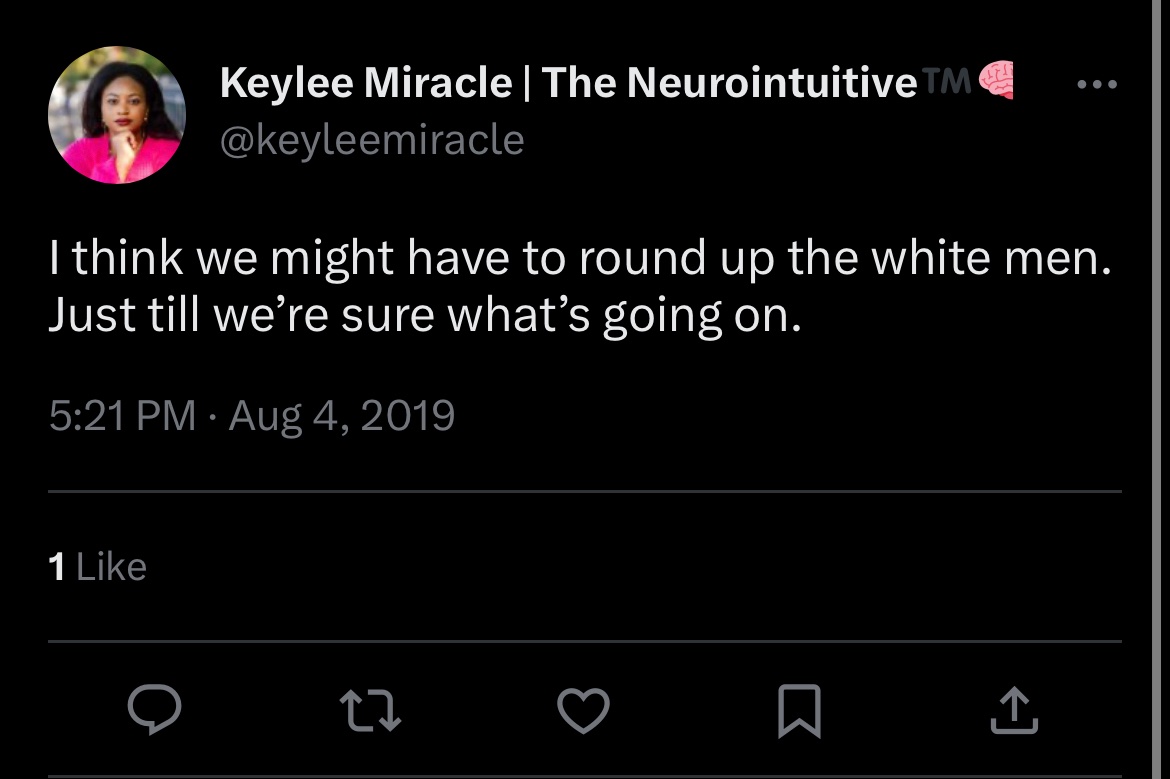 Keylee Miracle | The Neurointuitive™🧠
@keyleemiracle
I think we might have to round up the white men.
Just till we’re sure what’s going on.
5:21 PM · Aug 4, 2019
1 Like